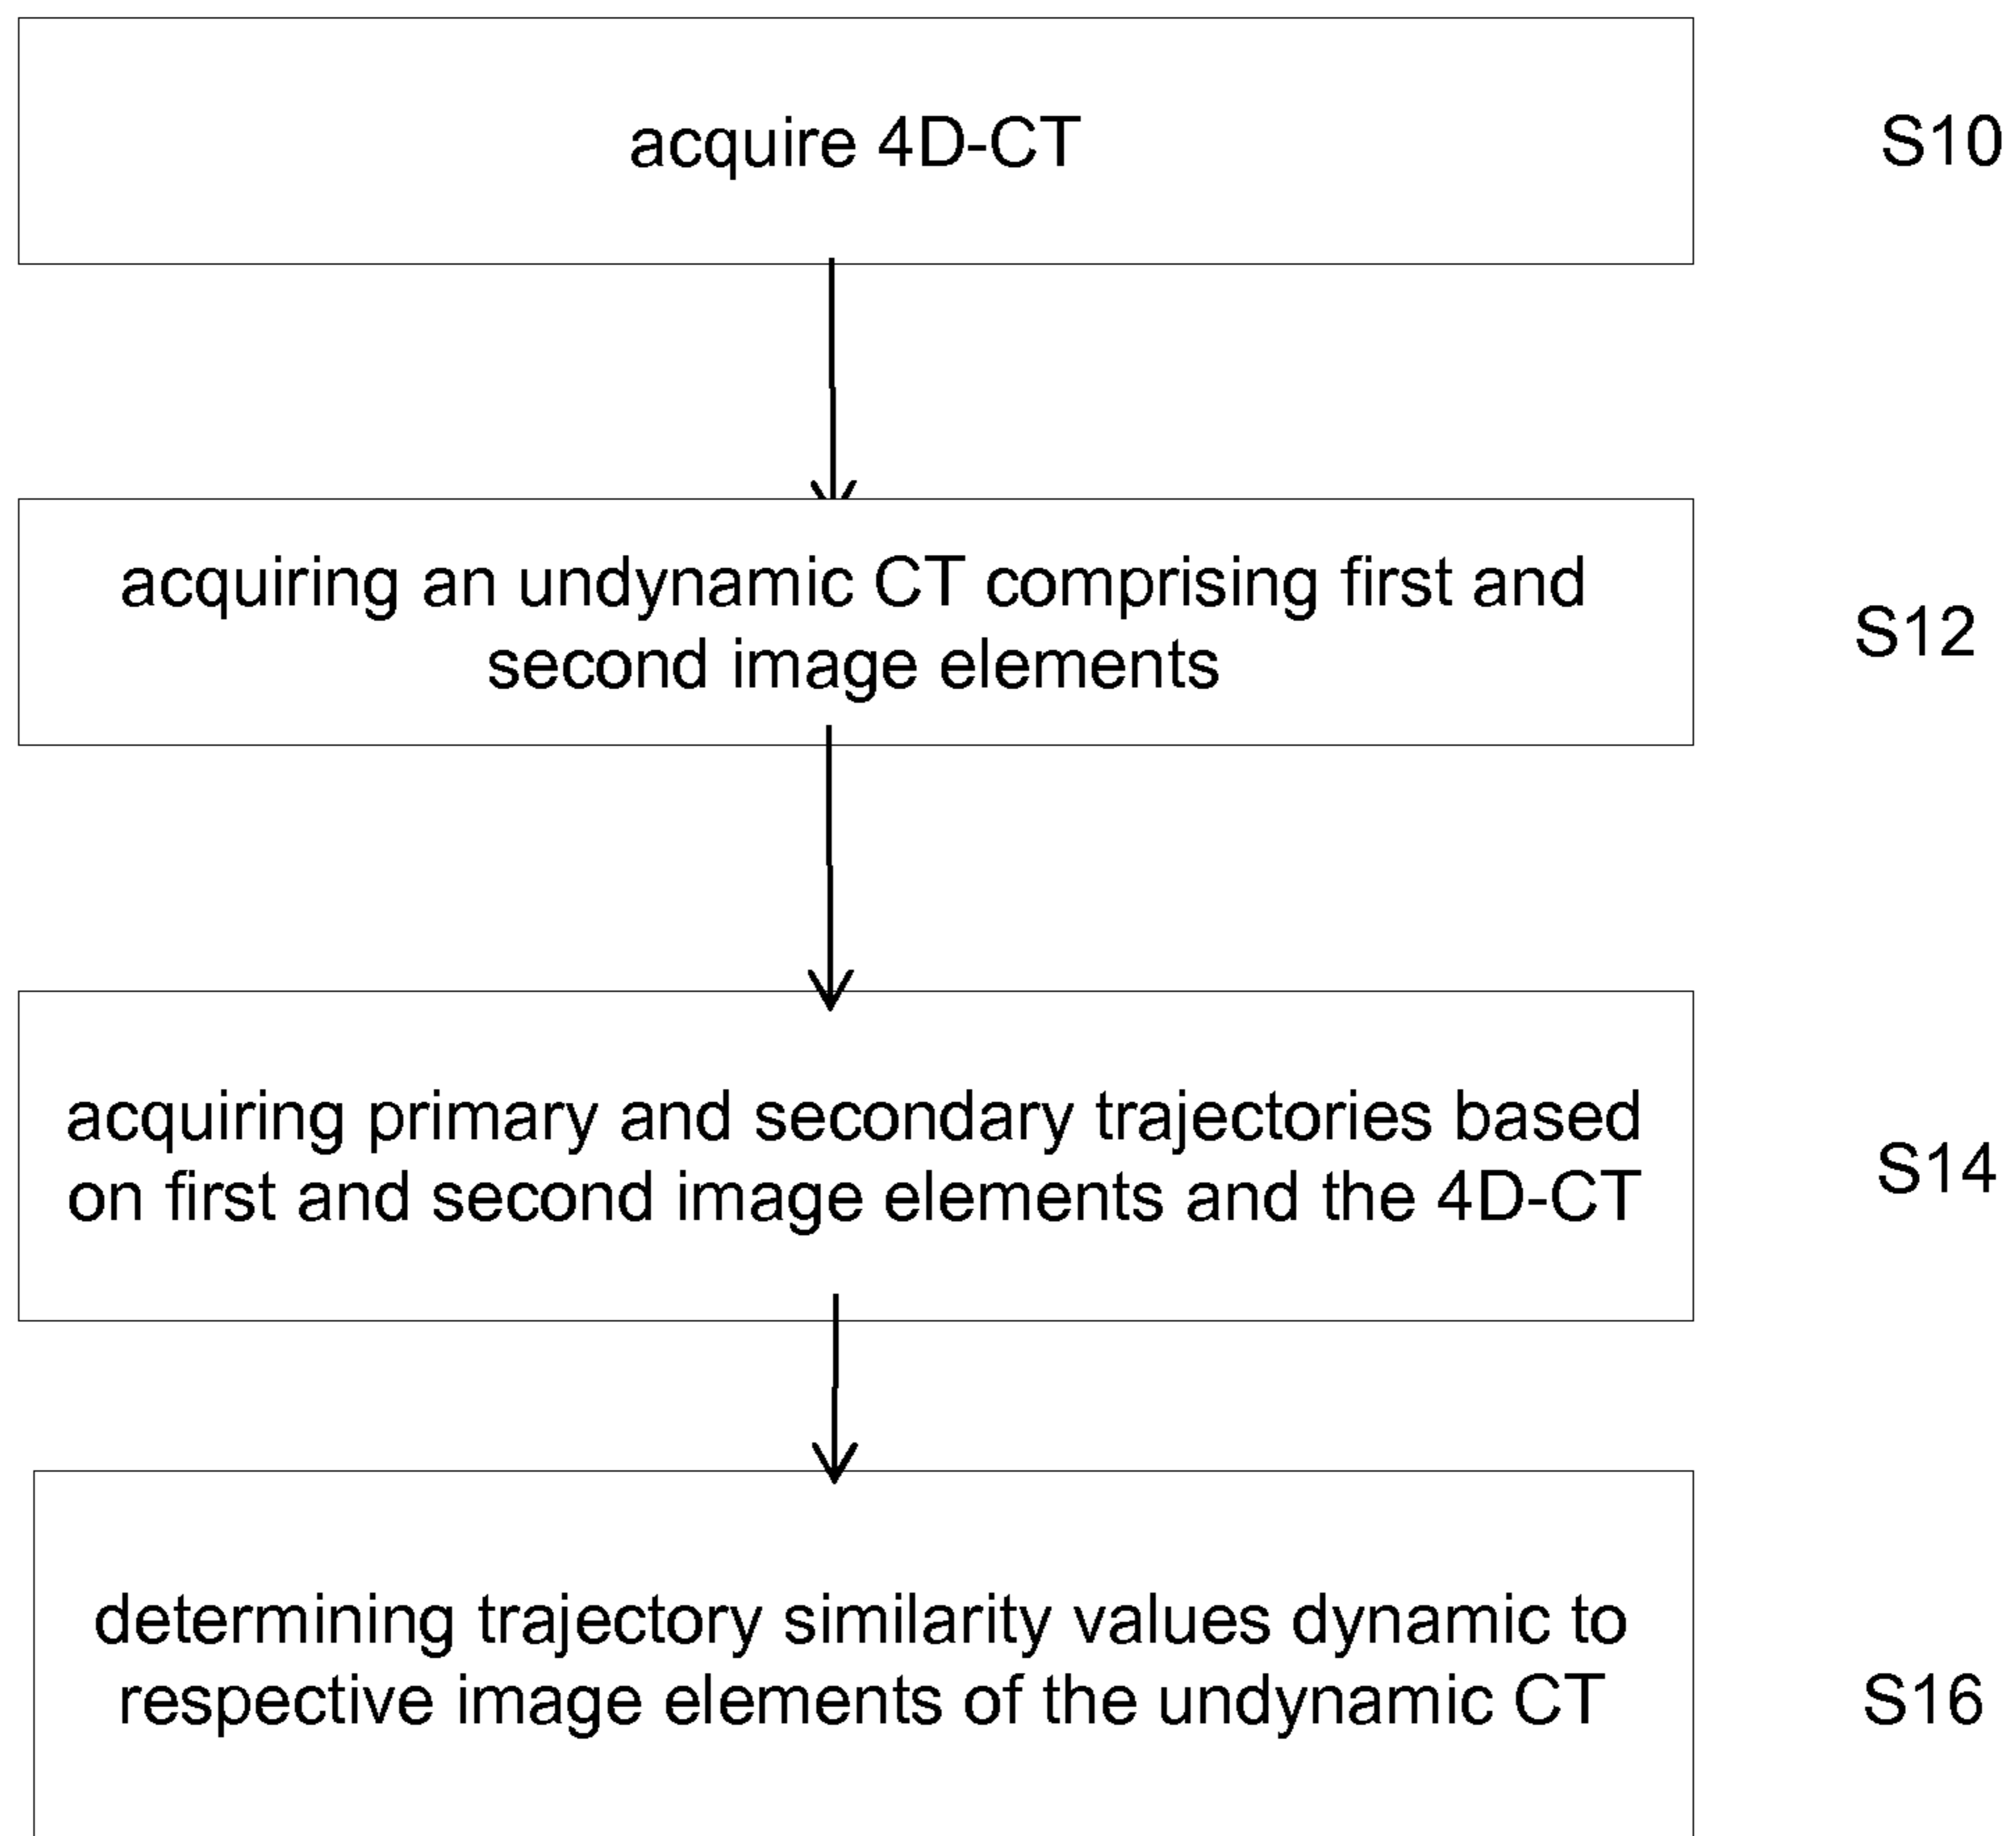 acquire 4D-CT
S10
acquiring an undynamic CT comprising first and
second image elements
S12
acquiring primary and secondary trajectories based
on first and second image elements and the 4D-CT
S14
determining trajectory similarity values dynamic to
respective image elements of the undynamic CT
S16